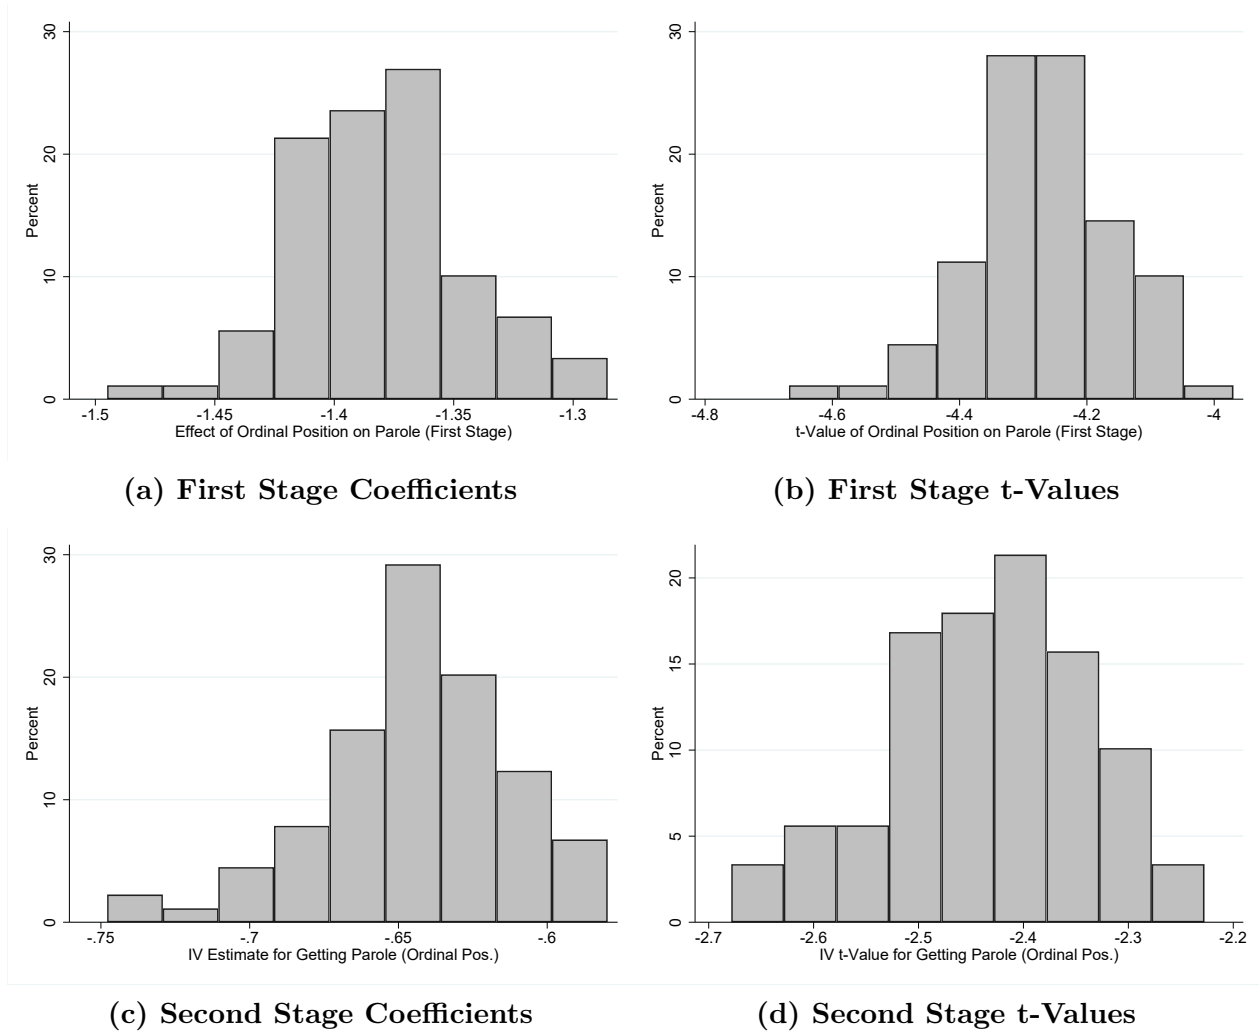 30
20
10
0
Percent
-1.5 -1.45 -1.4 -1.35 -1.3
Effect of Ordinal Position on Parole (First Stage)
(a) First Stage Coefficients
30
20
10
0
Percent
-4.8 -4.6 -4.4 -4.2 -4
t-Value of Ordinal Position on Parole (First Stage)
(b) First Stage t-Values
30
20
10
0
Percent
-.75 -.7 -.65 -.6
IV Estimate for Getting Parole (Ordinal Pos.)
(c) Second Stage Coefficients
20
15
10
5
0
Percent
-2.7 -2.6 -2.5 -2.4 -2.3 -2.2
IV t-Value for Getting Parole (Ordinal Pos.)
(d) Second Stage t-Values